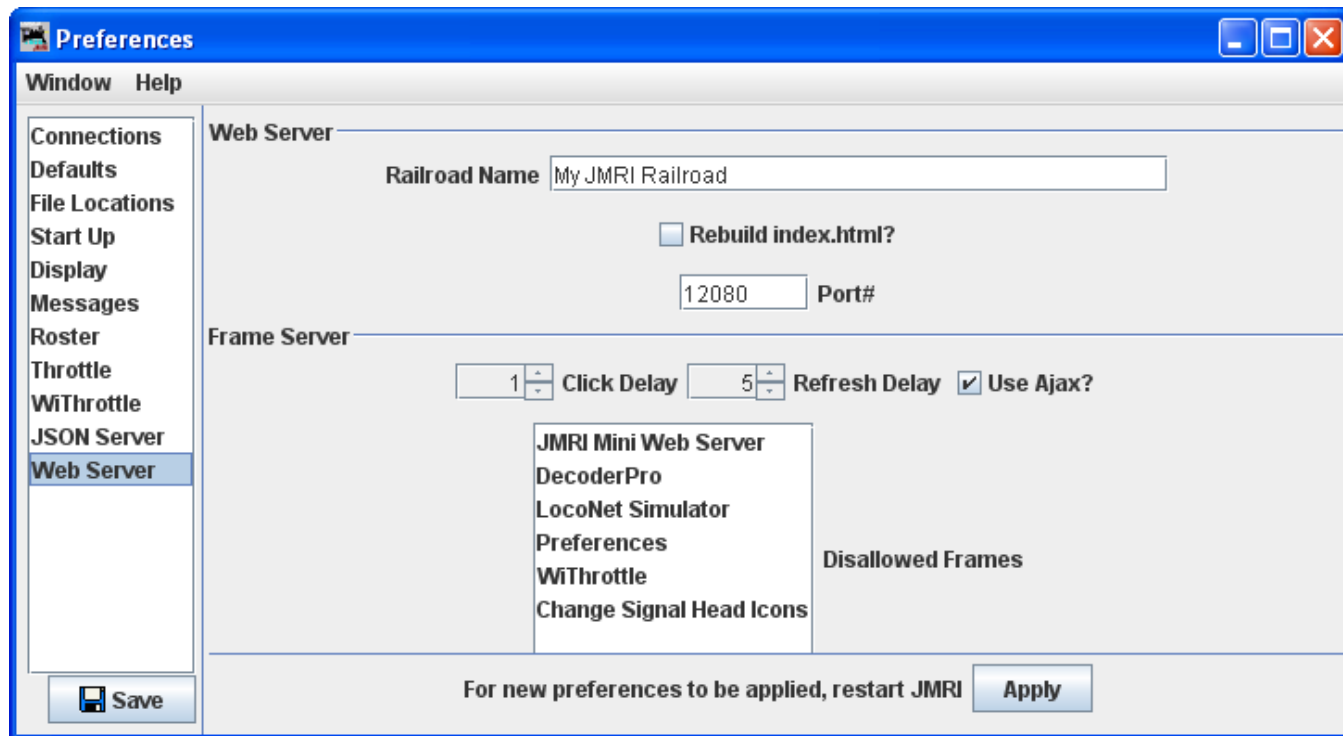 Preferences
Window Help
Connections
Defaults
File Locations
Start Up
Display
Messages
Roster
Throttle
WiThrottle
JSON Server
Web Server
Save
Web Server
Railroad Name My JMRI Railroad
Rebuild index.html?
12080 Port#
Frame Server
1 Click Delay 5 Refresh Delay Use Ajax?
JMRI Mini Web Server
DecoderPro
LocoNet Simulator
Preferences
WiThrottle
Change Signal Head Icons
Disallowed Frames
For new preferences to be applied, restart JMRI Apply